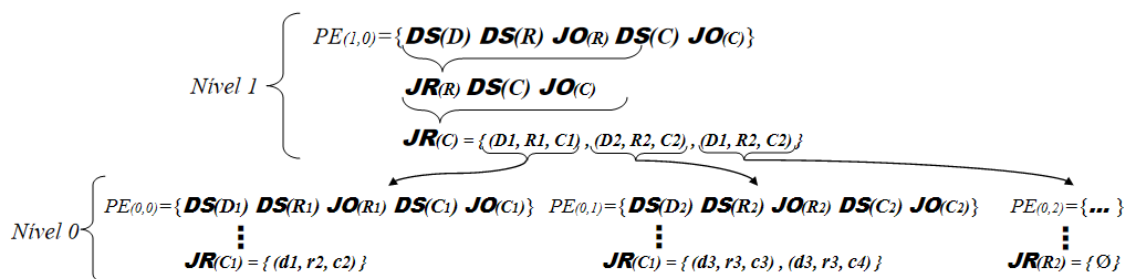 PE(1,0)={DS(D) DS(R) JO(R) DS(C) JO(C)}
Nível 1
JR(R) DS(C) JO(C)
JR(C) = { (D1, R1, C1) , (D2, R2, C2) , (D1, R2, C2) }
PE(0,0)={DS(D1) DS(R1) JO(R1) DS(C1) JO(C1)} PE(0,1)={DS(D2) DS(R2) JO(R2) DS(C2) JO(C2)} PE(0,2)={... }
Nível 0
JR(C1) = { (d1, r2, c2) } JR(C1) = { (d3, r3, c3) , (d3, r3, c4) } JR(R2) = { Ø }